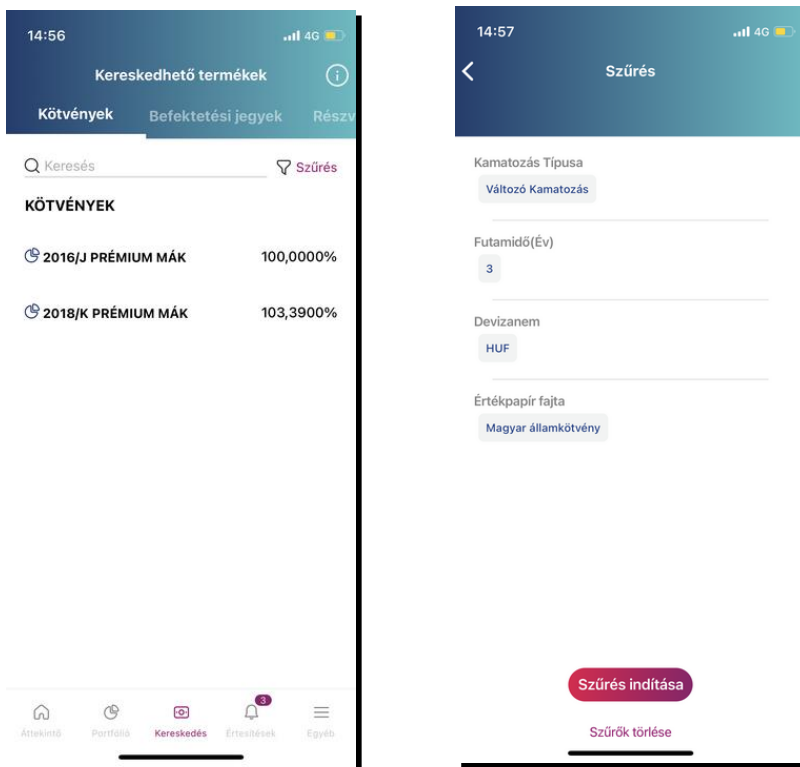 14:56
4G
Kereskedhető termékek
Kötvények Befektetési jegyek Részv
Keresés Szűrés
KÖTVÉNYEK
2016/J PRÉMIUM MÁK 100,0000%
2018/K PRÉMIUM MÁK 103,3900%
3
Áttekintő Portfólió Kereskedés Értesítések Egyéb
14:57
4G
Szűrés
Kamatozás Típusa
Változó Kamatozás
Futamidő(Év)
3
Devizanem
HUF
Értékpapír fajta
Magyar államkötvény
Szűrés indítása
Szűrők törlése